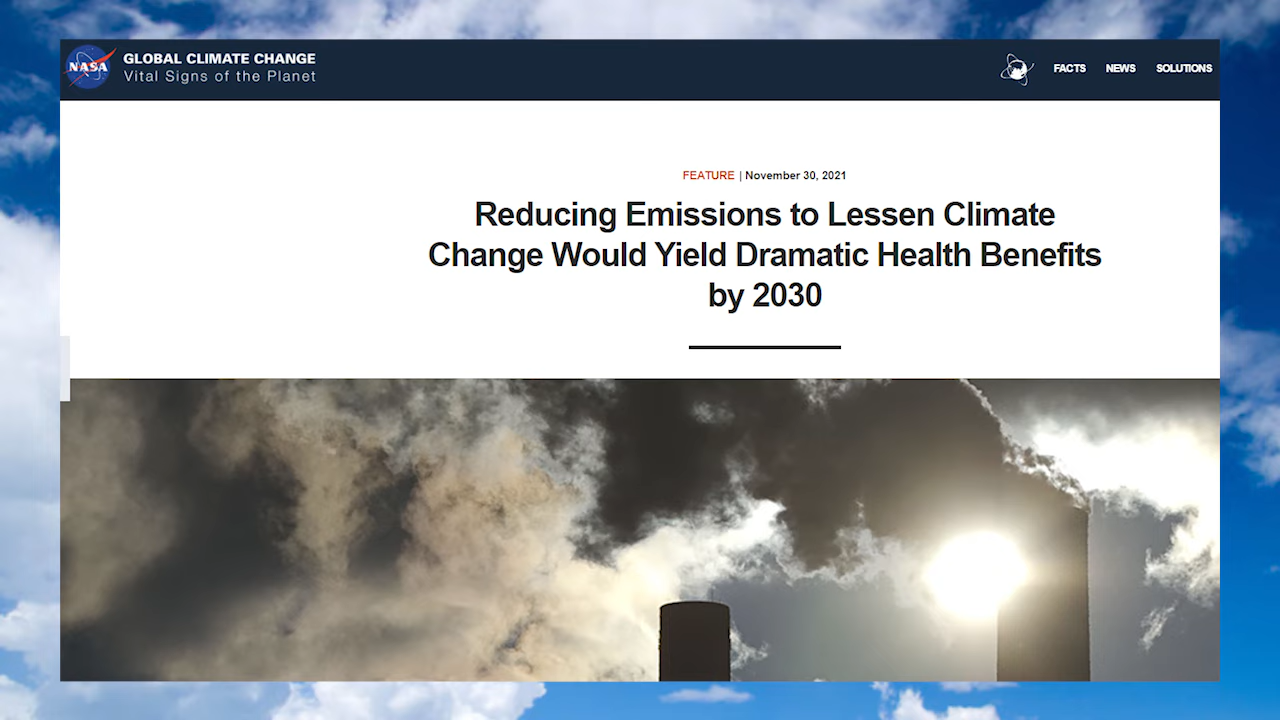 NASA
GLOBAL CLIMATE CHANGE
Vital Signs of the Planet
FACTS NEWS SOLUTIONS
FEATURE | November 30, 2021
Reducing Emissions to Lessen Climate
Change Would Yield Dramatic Health Benefits
by 2030